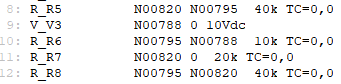 8: R_R5 N00820 N00795 40k TC=0,0
9: V_V3 N00788 0 10Vdc
10: R_R6 N00795 N00788 10k TC=0,0
11: R_R7 N00820 0 20k TC=0,0
12: R_R8 N00795 N00820 40k TC=0,0